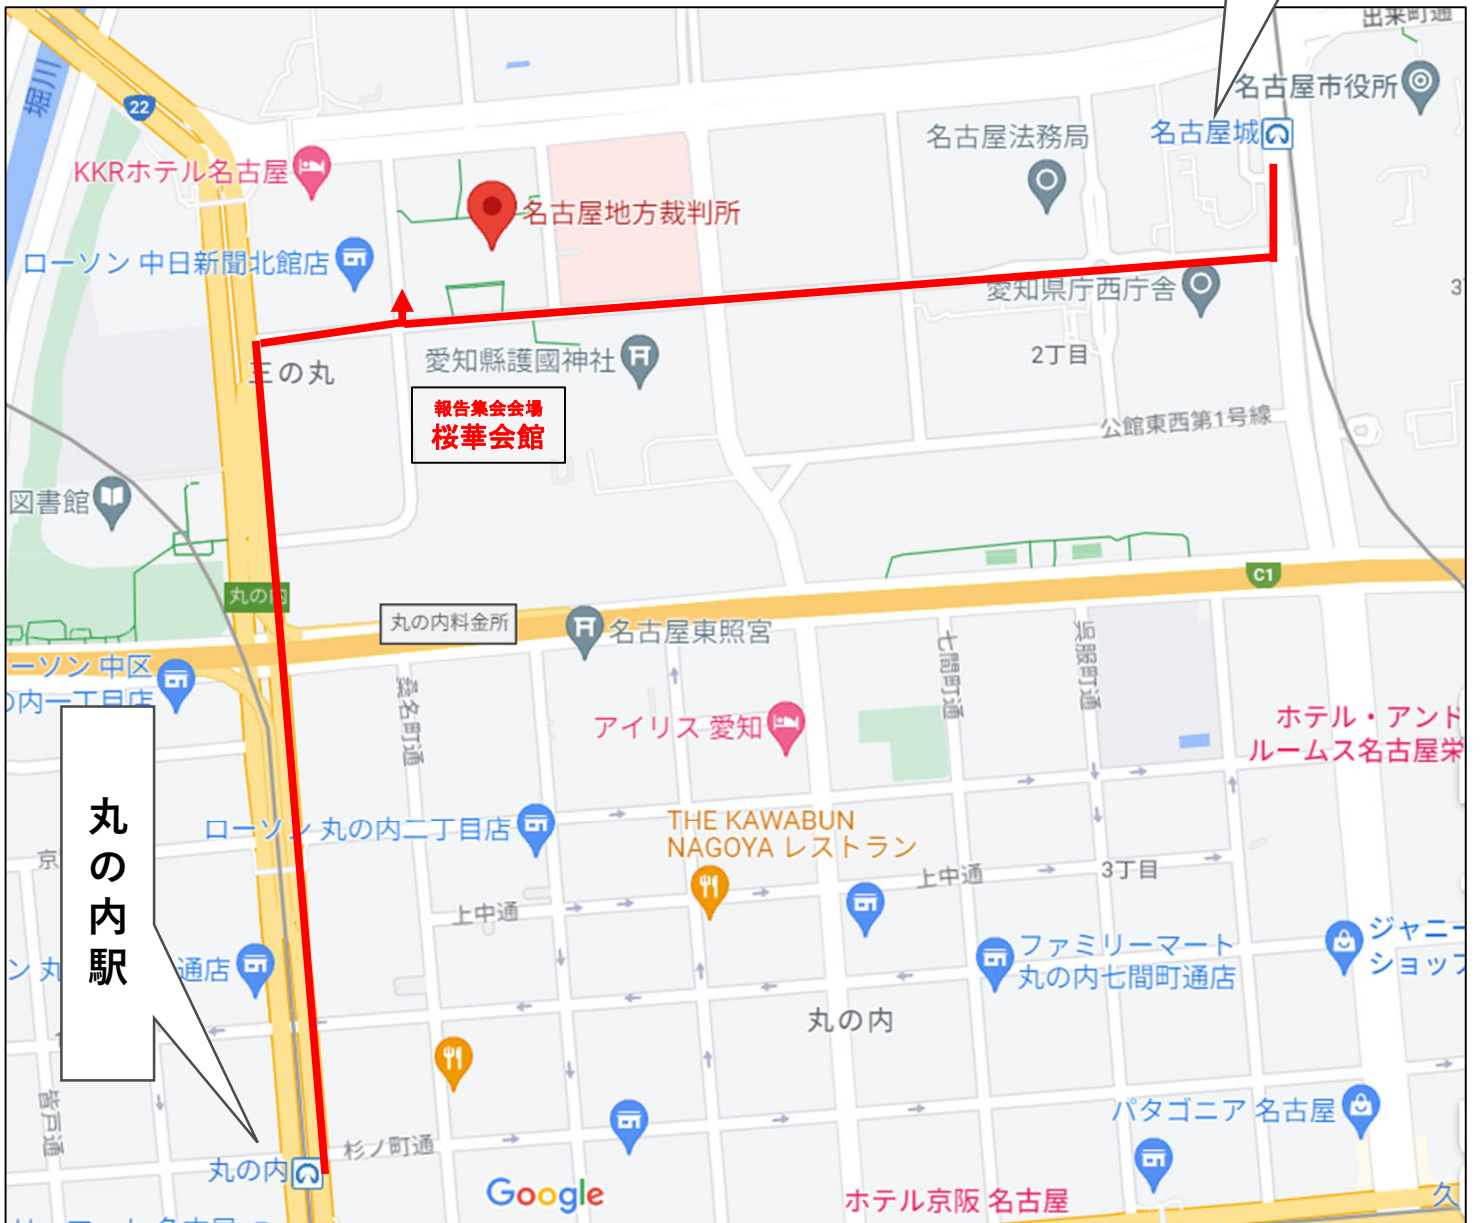 出来町通
堀川
22
名古屋市役所
名古屋城
名古屋法務局
KKRホテル名古屋
名古屋地方裁判所
ローソン 中日新聞北館店
愛知県庁西庁舎
2丁目
愛知縣護國神社
三の丸
報告集会会場
桜華会館
公館東西第1号線
図書館
丸の内
C1
丸の内料金所
名古屋東照宮
ーソン 中区
の内一丁目店
桑名町通
七間町通
呉服町通
アイリス 愛知
ホテル・アンド
ルームス名古屋栄
丸の内駅
ローソン 丸の内二丁目店
THE KAWABUN
NAGOYA レストラン
京
上中通
3丁目
上中通
ファミリーマート
丸の内七間町通店
ジャニー
ショップ
ン 丸
通店
丸の内
皆戸通
パタゴニア 名古屋
杉ノ町通
丸の内
Google
ホテル京阪 名古屋
久